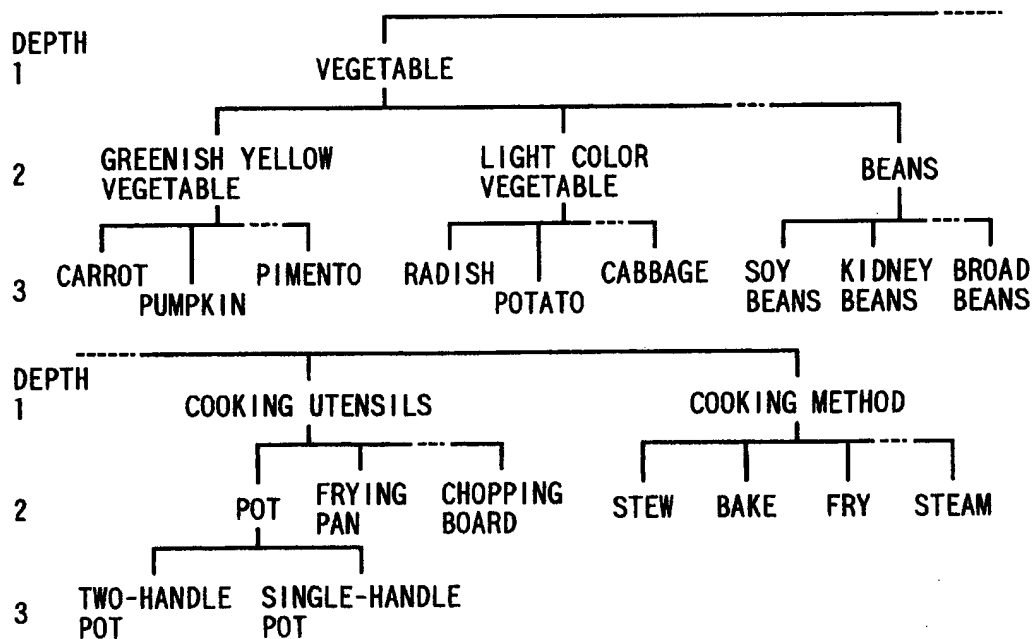 DEPTH
1
VEGETABLE
2
GREENISH YELLOW
VEGETABLE
LIGHT COLOR
VEGETABLE
BEANS
3
CARROT
PUMPKIN
PIMENTO
RADISH
POTATO
CABBAGE
SOY
BEANS
KIDNEY
BEANS
BROAD
BEANS
DEPTH
1
COOKING UTENSILS
COOKING METHOD
2
POT
FRYING
PAN
CHOPPING
BOARD
STEW
BAKE
FRY
STEAM
3
TWO-HANDLE
POT
SINGLE-HANDLE
POT